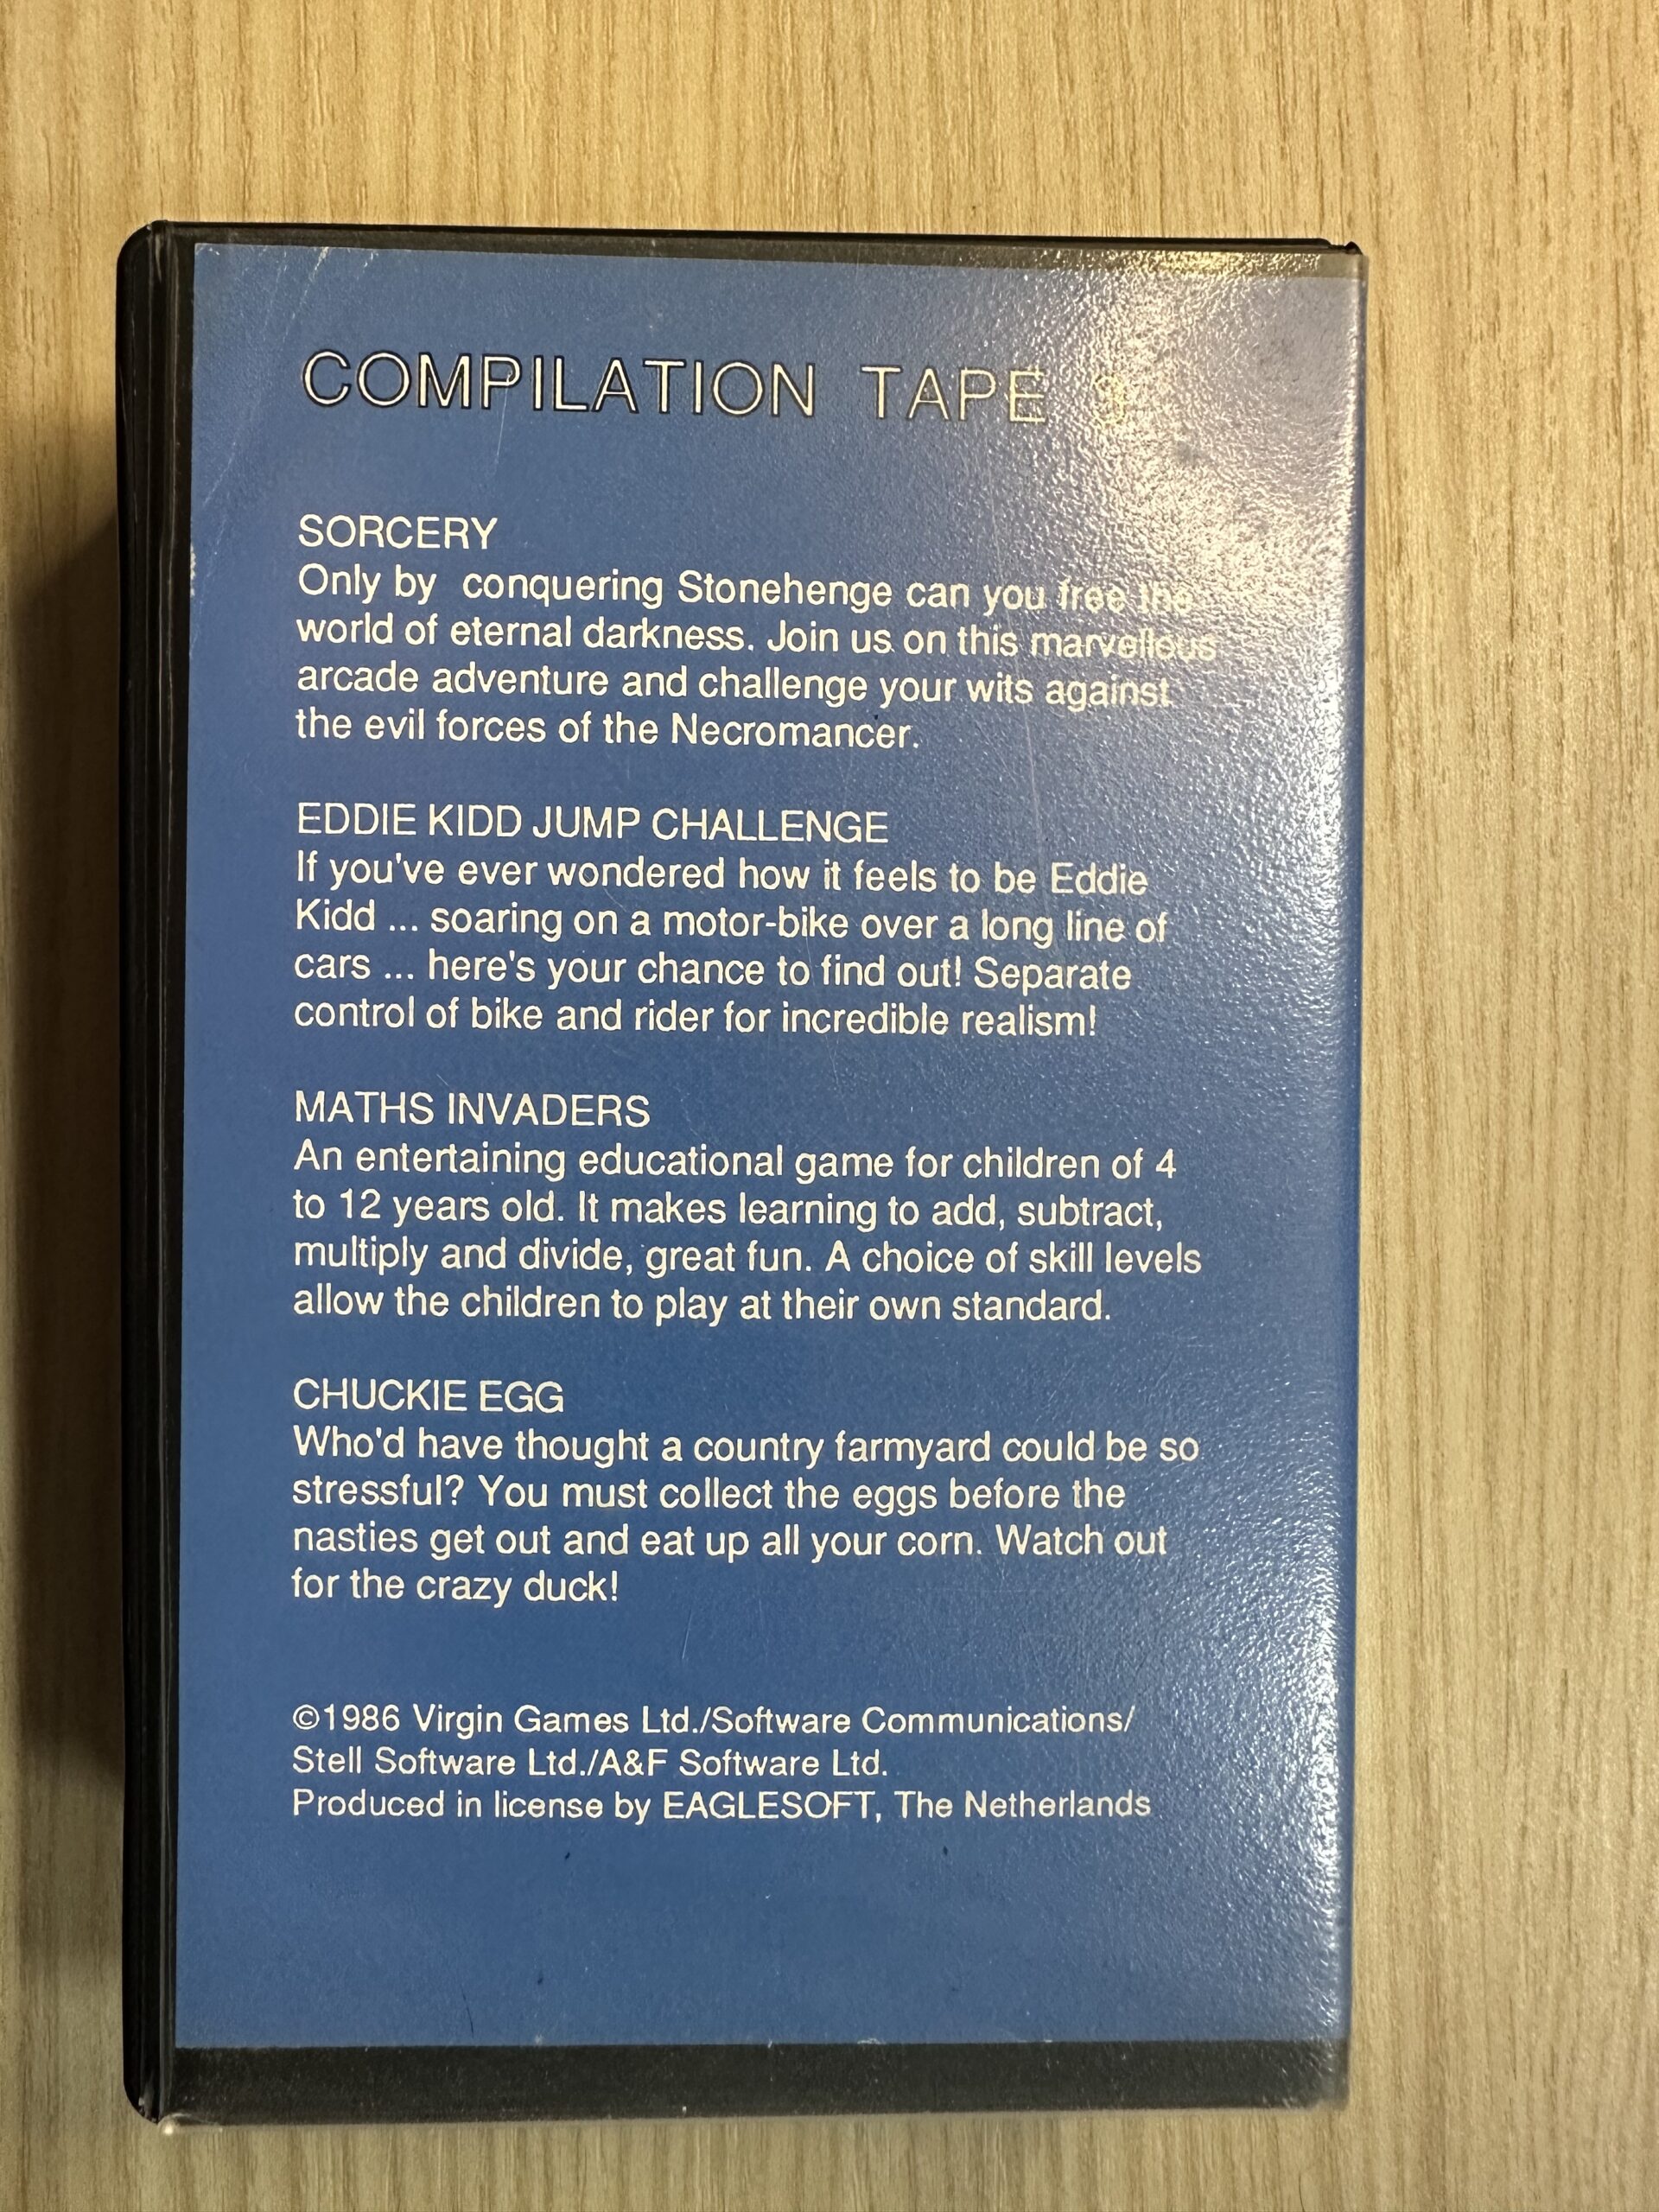 COMPILATION TAPE 3
SORCERY
Only by conquering Stonehenge can you free the
world of eternal darkness. Join us on this marvellous
arcade adventure and challenge your wits against
the evil forces of the Necromancer.
EDDIE KIDD JUMP CHALLENGE
If you've ever wondered how it feels to be Eddie
Kidd ... soaring on a motor-bike over a long line of
cars ... here's your chance to find out! Separate
control of bike and rider for incredible realism!
MATHS INVADERS
An entertaining educational game for children of 4
to 12 years old. It makes learning to add, subtract,
multiply and divide, great fun. A choice of skill levels
allow the children to play at their own standard.
CHUCKIE EGG
Who'd have thought a country farmyard could be so
stressful? You must collect the eggs before the
nasties get out and eat up all your corn. Watch out
for the crazy duck!
©1986 Virgin Games Ltd./Software Communications/
Stell Software Ltd./A&F Software Ltd.
Produced in license by EAGLESOFT, The Netherlands